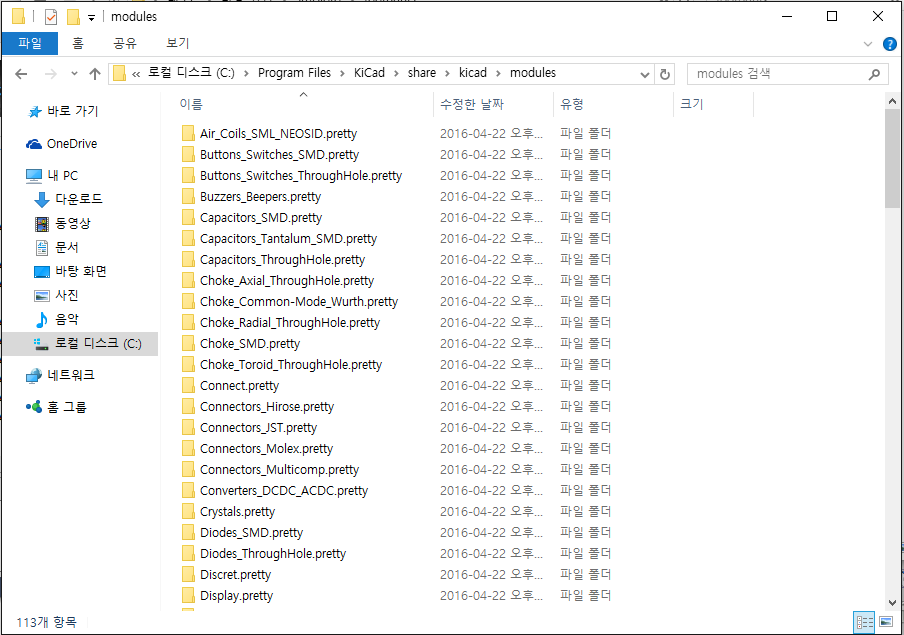 modules
파일 홈 공유 보기
« 로컬 디스크 (C:) > Program Files > KiCad > share > kicad > modules
modules 검색
바로 가기
OneDrive
내 PC
다운로드
동영상
문서
바탕 화면
사진
음악
로컬 디스크 (C:)
네트워크
홈 그룹
이름 수정한 날짜 유형 크기
Air_Coils_SML_NEOSID.pretty 2016-04-22 오후... 파일 폴더
Buttons_Switches_SMD.pretty 2016-04-22 오후... 파일 폴더
Buttons_Switches_ThroughHole.pretty 2016-04-22 오후... 파일 폴더
Buzzers_Beepers.pretty 2016-04-22 오후... 파일 폴더
Capacitors_SMD.pretty 2016-04-22 오후... 파일 폴더
Capacitors_Tantalum_SMD.pretty 2016-04-22 오후... 파일 폴더
Capacitors_ThroughHole.pretty 2016-04-22 오후... 파일 폴더
Choke_Axial_ThroughHole.pretty 2016-04-22 오후... 파일 폴더
Choke_Common-Mode_Wurth.pretty 2016-04-22 오후... 파일 폴더
Choke_Radial_ThroughHole.pretty 2016-04-22 오후... 파일 폴더
Choke_SMD.pretty 2016-04-22 오후... 파일 폴더
Choke_Toroid_ThroughHole.pretty 2016-04-22 오후... 파일 폴더
Connect.pretty 2016-04-22 오후... 파일 폴더
Connectors_Hirose.pretty 2016-04-22 오후... 파일 폴더
Connectors_JST.pretty 2016-04-22 오후... 파일 폴더
Connectors_Molex.pretty 2016-04-22 오후... 파일 폴더
Connectors_Multicomp.pretty 2016-04-22 오후... 파일 폴더
Converters_DCDC_ACDC.pretty 2016-04-22 오후... 파일 폴더
Crystals.pretty 2016-04-22 오후... 파일 폴더
Diodes_SMD.pretty 2016-04-22 오후... 파일 폴더
Diodes_ThroughHole.pretty 2016-04-22 오후... 파일 폴더
Discret.pretty 2016-04-22 오후... 파일 폴더
Display.pretty 2016-04-22 오후... 파일 폴더
113개 항목